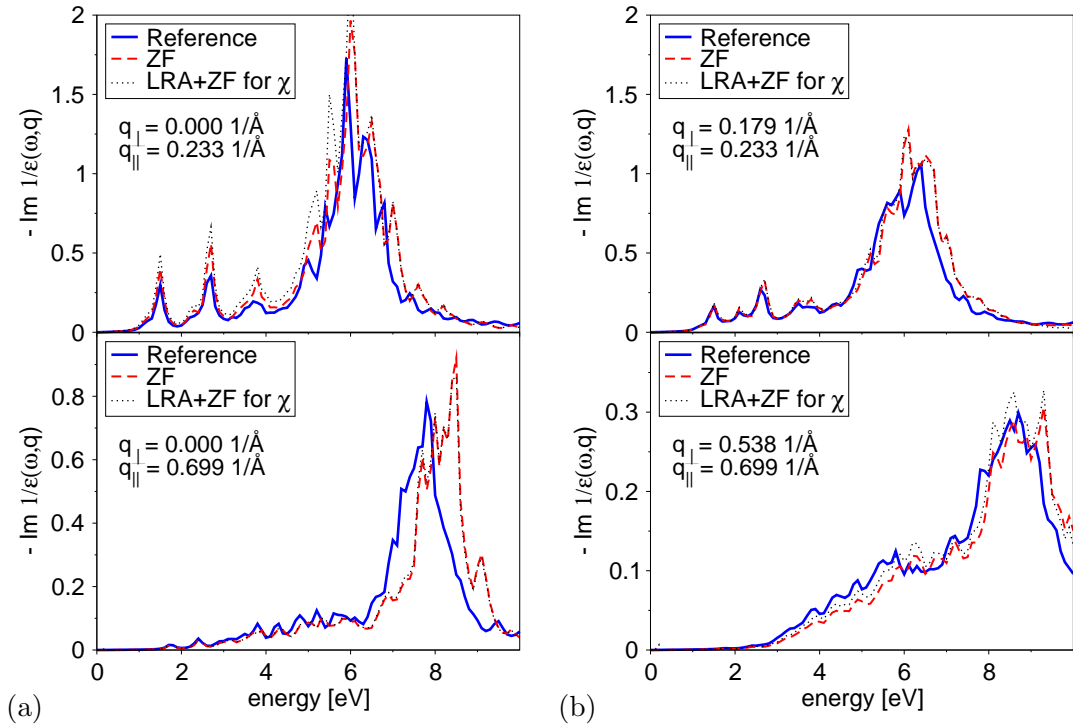 2
1.5
1
0.5
0
- Im 1/ε(ω,q)
Reference
ZF
LRA+ZF for χ
q⊥ = 0.000 1/Å
q|| = 0.233 1/Å
2
1.5
1
0.5
0
- Im 1/ε(ω,q)
Reference
ZF
LRA+ZF for χ
q⊥ = 0.179 1/Å
q|| = 0.233 1/Å
0.8
0.6
0.4
0.2
0
- Im 1/ε(ω,q)
Reference
ZF
LRA+ZF for χ
q⊥ = 0.000 1/Å
q|| = 0.699 1/Å
0 2 4 6 8
energy [eV]
(a)
0.3
0.2
0.1
0
- Im 1/ε(ω,q)
Reference
ZF
LRA+ZF for χ
q⊥ = 0.538 1/Å
q|| = 0.699 1/Å
0 2 4 6 8
energy [eV]
(b)